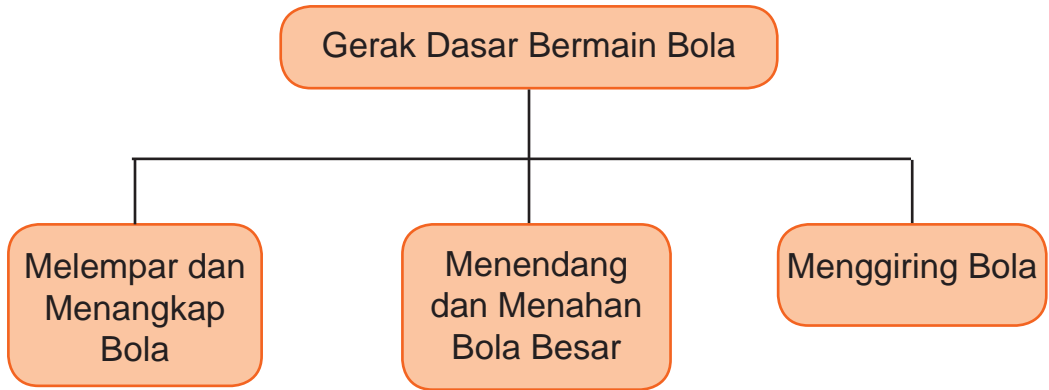 Gerak Dasar Bermain Bola
Melempar dan
Menangkap
Bola
Menendang
dan Menahan
Bola Besar
Menggiring Bola